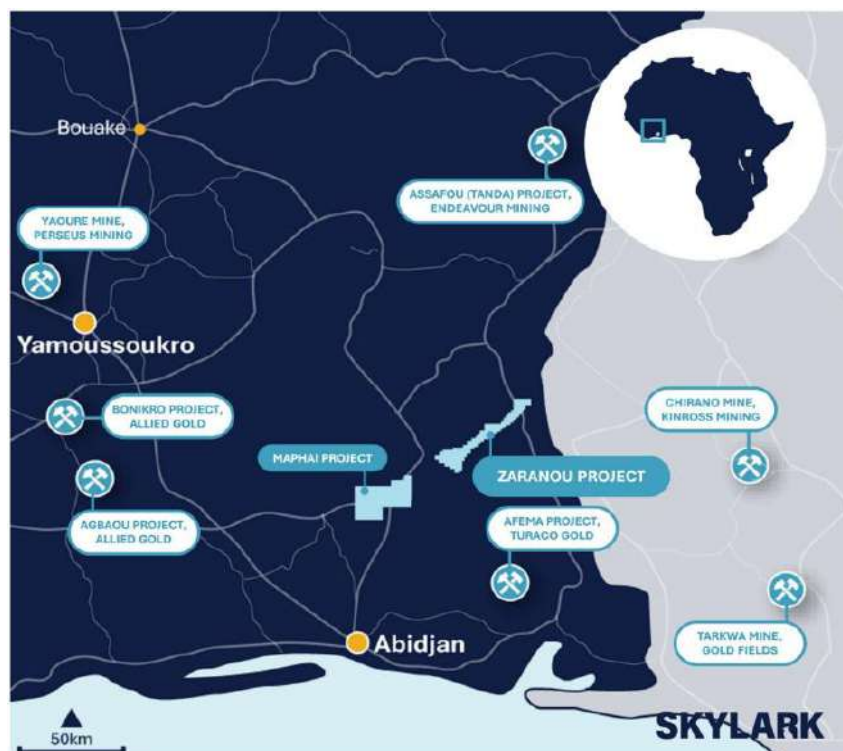 Bouake
ASSAFOU (TANDA) PROJECT,
ENDEAVOUR MINING
YAOURE MINE,
PERSEUS MINING
Yamoussoukro
BONIKRO PROJECT,
ALLIED GOLD
CHIRANO MINE,
KINROSS MINING
MAPHAI PROJECT
ZARANOU PROJECT
AGBAOU PROJECT,
ALLIED GOLD
AFEMA PROJECT,
TURACO GOLD
Abidjan
TARKWA MINE,
GOLD FIELDS
50km
SKYLARK